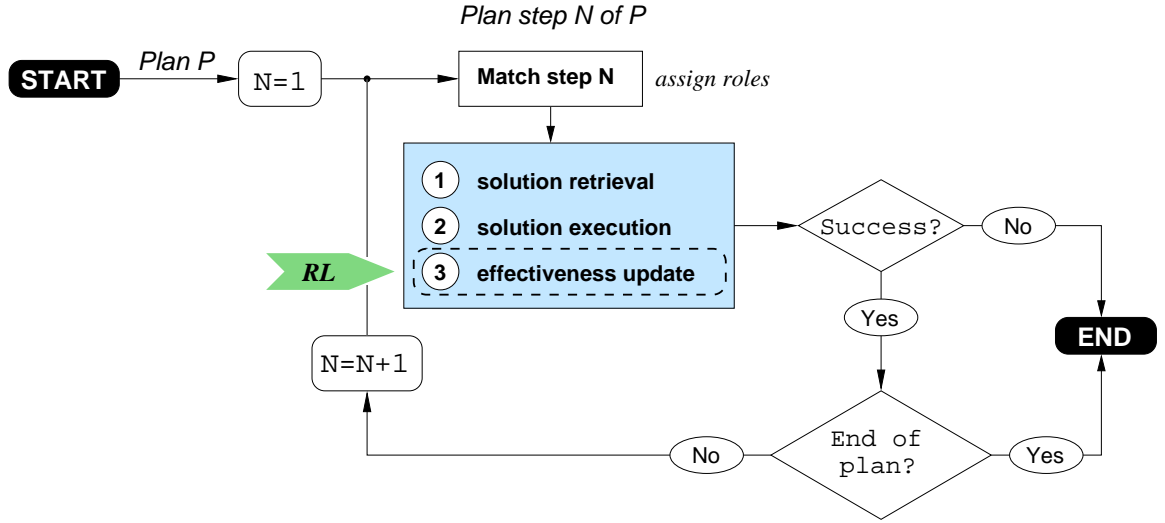 Plan step N of P
START
Plan P
N=1
Match step N
assign roles
1 solution retrieval
2 solution execution
3 effectiveness update
RL
Success?
No
Yes
END
N=N+1
End of
plan?
No
Yes